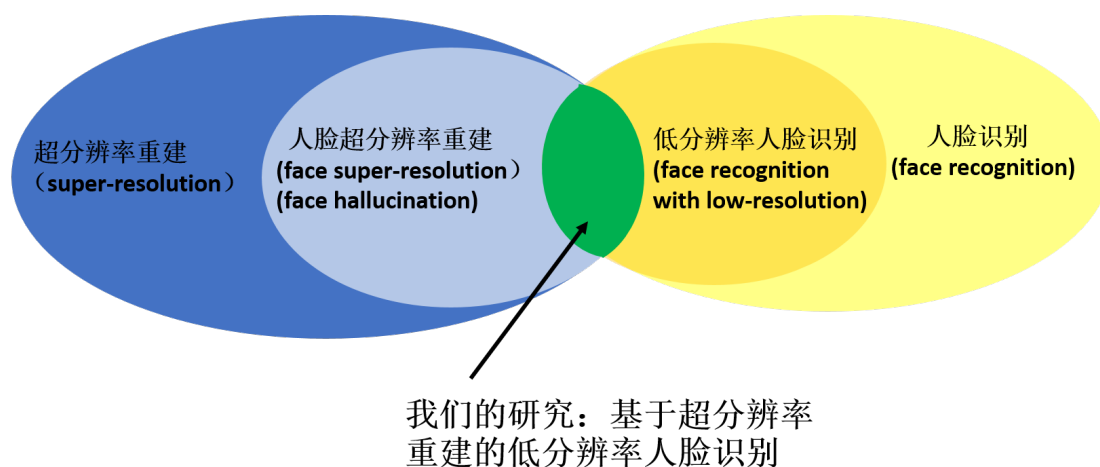 超分辨率重建
（super-resolution）
人脸超分辨率重建
(face super-resolution）
(face hallucination)
低分辨率人脸识别
(face recognition
with low-resolution)
人脸识别
(face recognition)
我们的研究：基于超分辨率
重建的低分辨率人脸识别